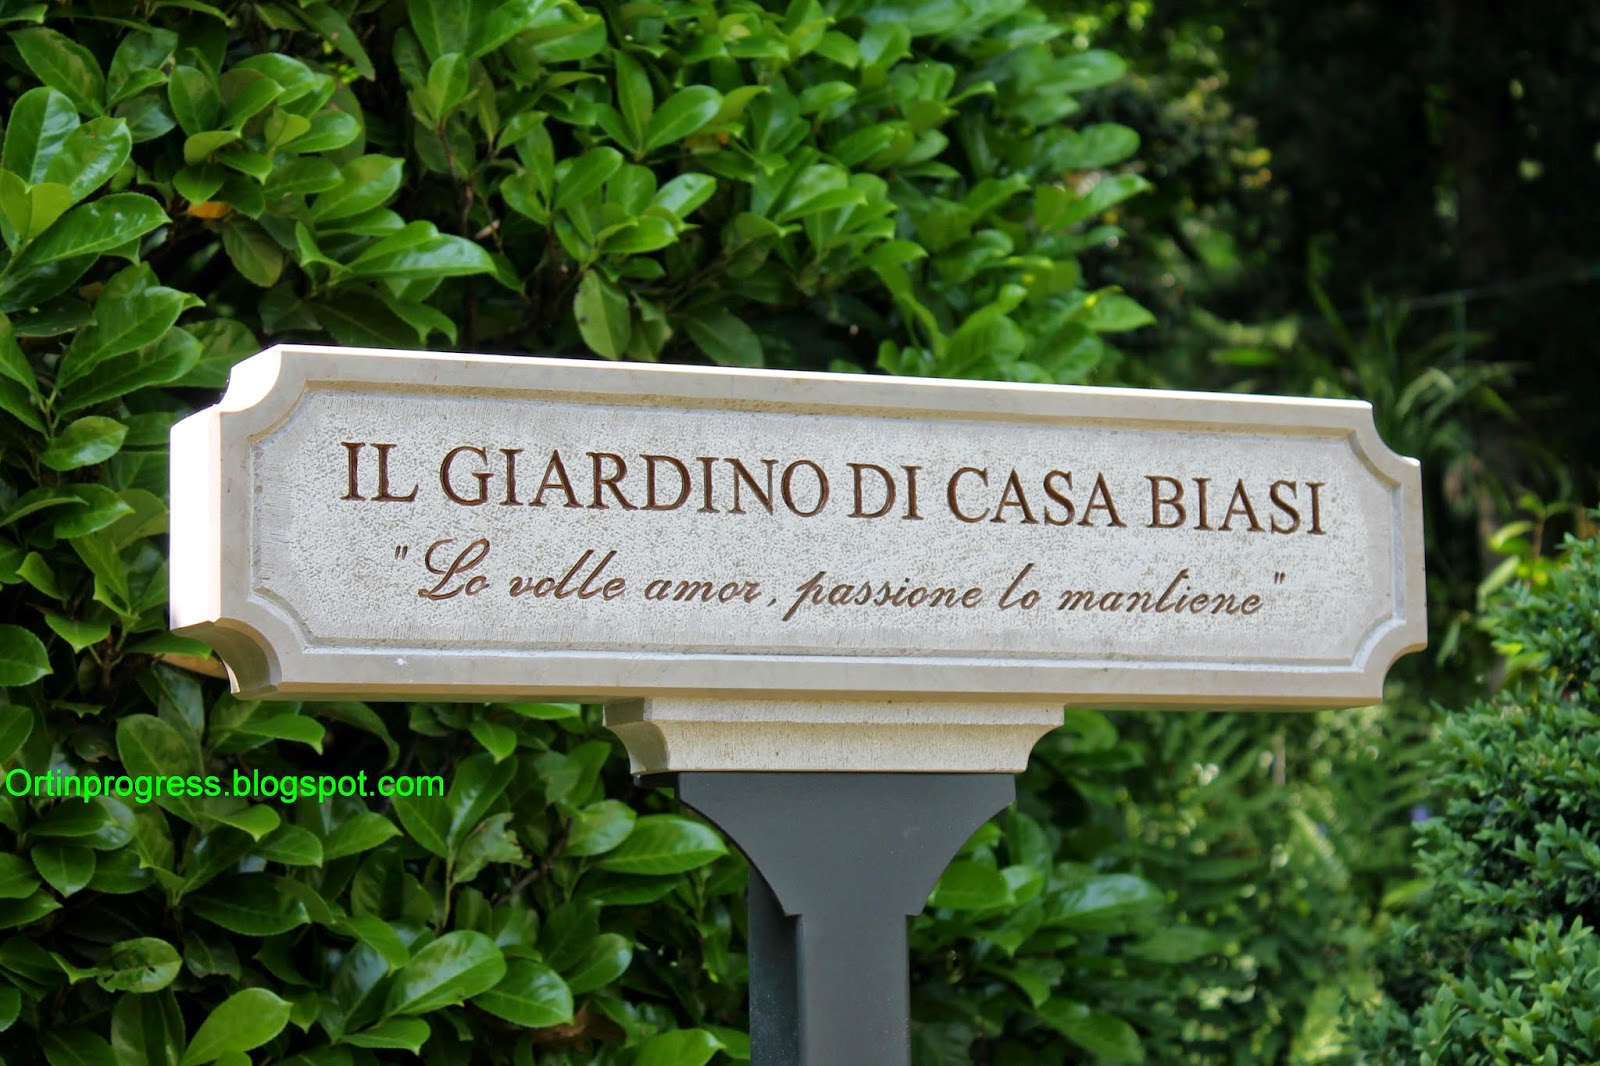 IL GIARDINO DI CASA BIASI
"Lo volle amor, passione lo mantiene"
Ortinprogress.blogspot.com